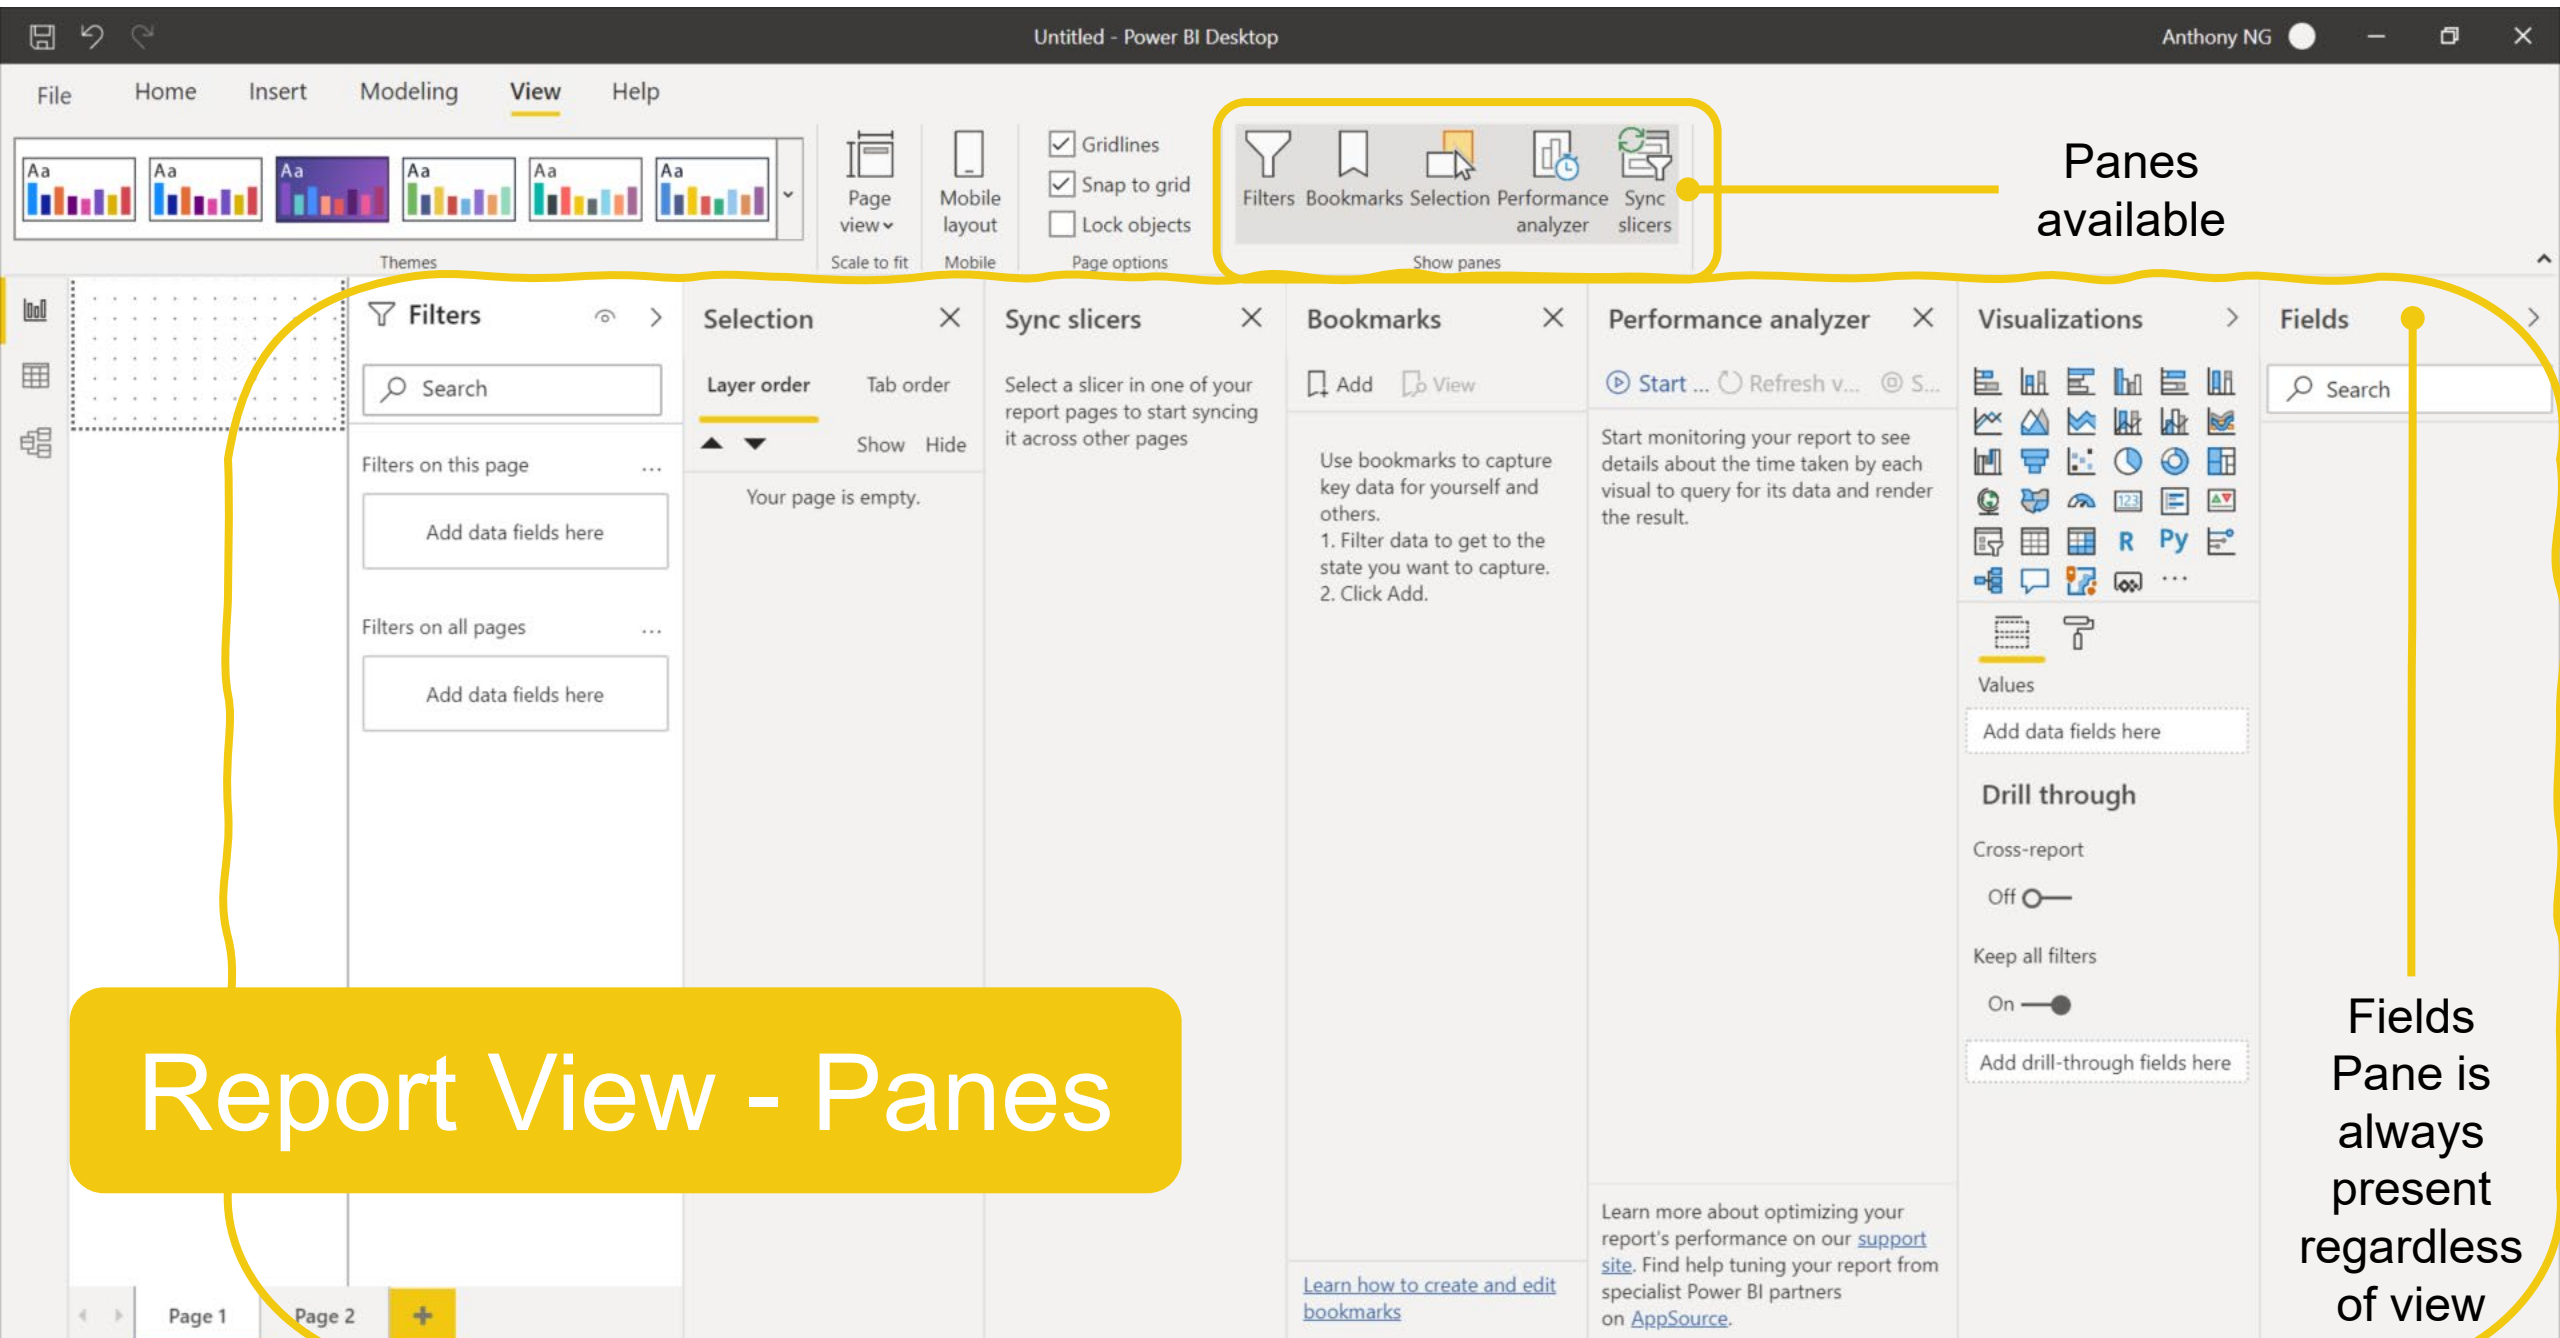 Untitled - Power BI Desktop
Anthony NG
File Home Insert Modeling View Help
Aa Aa Aa Aa Aa Aa
Themes
Page
view
Scale to fit
Mobile
layout
Mobile
Gridlines
Snap to grid
Lock objects
Page options
Filters Bookmarks Selection Performance
analyzer
Sync
slicers
Show panes
Panes
available
Filters
Search
Filters on this page ...
Add data fields here
Filters on all pages ...
Add data fields here
Selection
Layer order Tab order
Show Hide
Your page is empty.
Sync slicers
Select a slicer in one of your
report pages to start syncing
it across other pages
Bookmarks
Add View
Use bookmarks to capture
key data for yourself and
others.
1. Filter data to get to the
state you want to capture.
2. Click Add.
Learn how to create and edit
bookmarks
Performance analyzer
Start ... Refresh v... S...
Start monitoring your report to see
details about the time taken by each
visual to query for its data and render
the result.
Learn more about optimizing your
report's performance on our support
site. Find help tuning your report from
specialist Power BI partners
on AppSource.
Visualizations
123
R Py
...
Values
Add data fields here
Drill through
Cross-report
Off
Keep all filters
On
Add drill-through fields here
Fields
Search
Fields
Pane is
always
present
regardless
of view
Report View - Panes
Page 1 Page 2 +